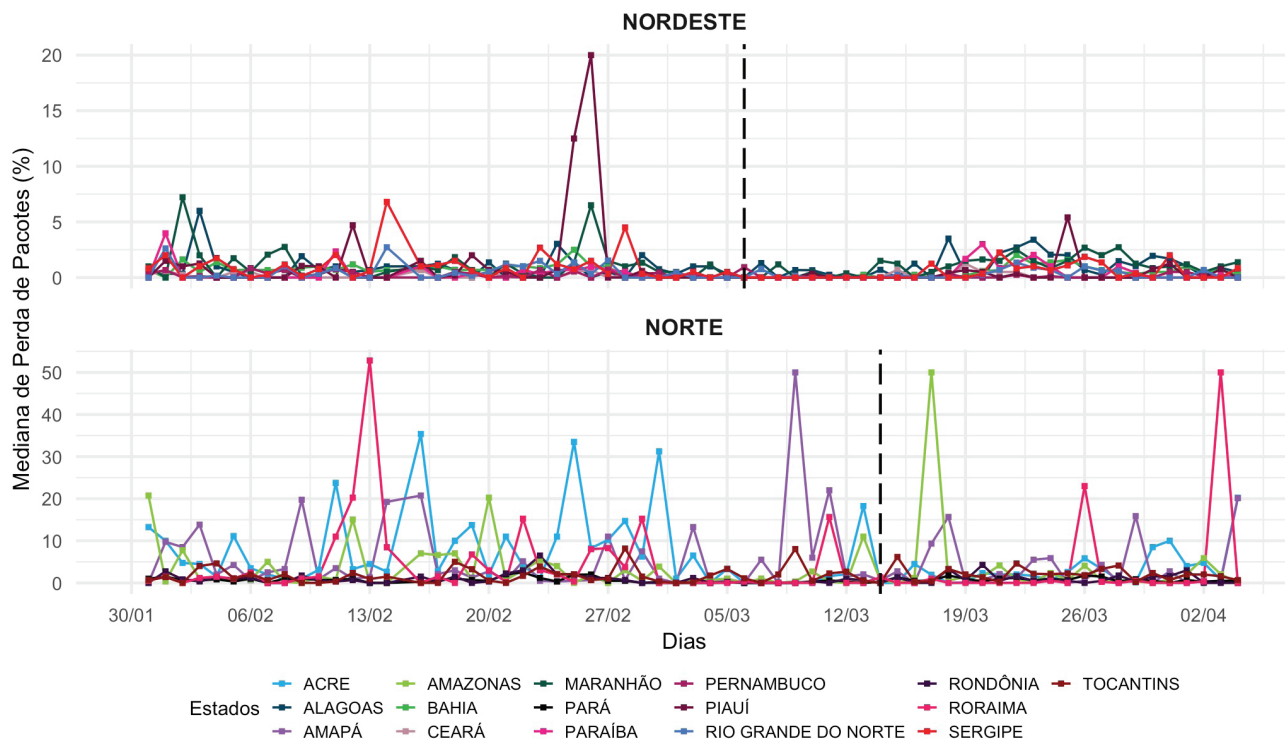 NORDESTE
20
15
10
5
0
Mediana de Perda de Pacotes (%)
NORTE
50
40
30
20
10
0
30/01 06/02 13/02 20/02 27/02 05/03 12/03 19/03 26/03 02/04
Dias
Estados
ACRE AMAZONAS MARANHÃO PERNAMBUCO RONDÔNIA TOCANTINS
ALAGOAS BAHIA PARÁ PIAUÍ RORAIMA
AMAPÁ CEARÁ PARAÍBA RIO GRANDE DO NORTE SERGIPE